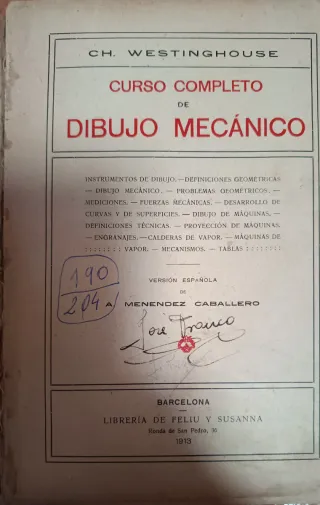 CH. WESTINGHOUSE
CURSO COMPLETO
DE
DIBUJO MECÁNICO
INSTRUMENTOS DE DIBUJO.—DEFINICIONES GEOMÉTRICAS
— DIBUJO MECÁNICO. — PROBLEMAS GEOMÉTRICOS. —
MEDICIONES. — FUERZAS MECÁNICAS. — DESARROLLO DE
CURVAS Y DE SUPERFICIES. — DIBUJO DE MÁQUINAS.
— DEFINICIONES TÉCNICAS. — PROYECCIÓN DE MÁQUINAS.
— ENGRANAJES. — CALDERAS DE VAPOR. — MÁQUINAS DE
: : : : : : : VAPOR. — MECANISMOS. — TABLAS : : : : : : : :
190
204
VERSIÓN ESPAÑOLA
DE
A. MENENDEZ CABALLERO
José Franco
BARCELONA
LIBRERÍA DE FELIU Y SUSANNA
Ronda de San Pedro, 36
1913